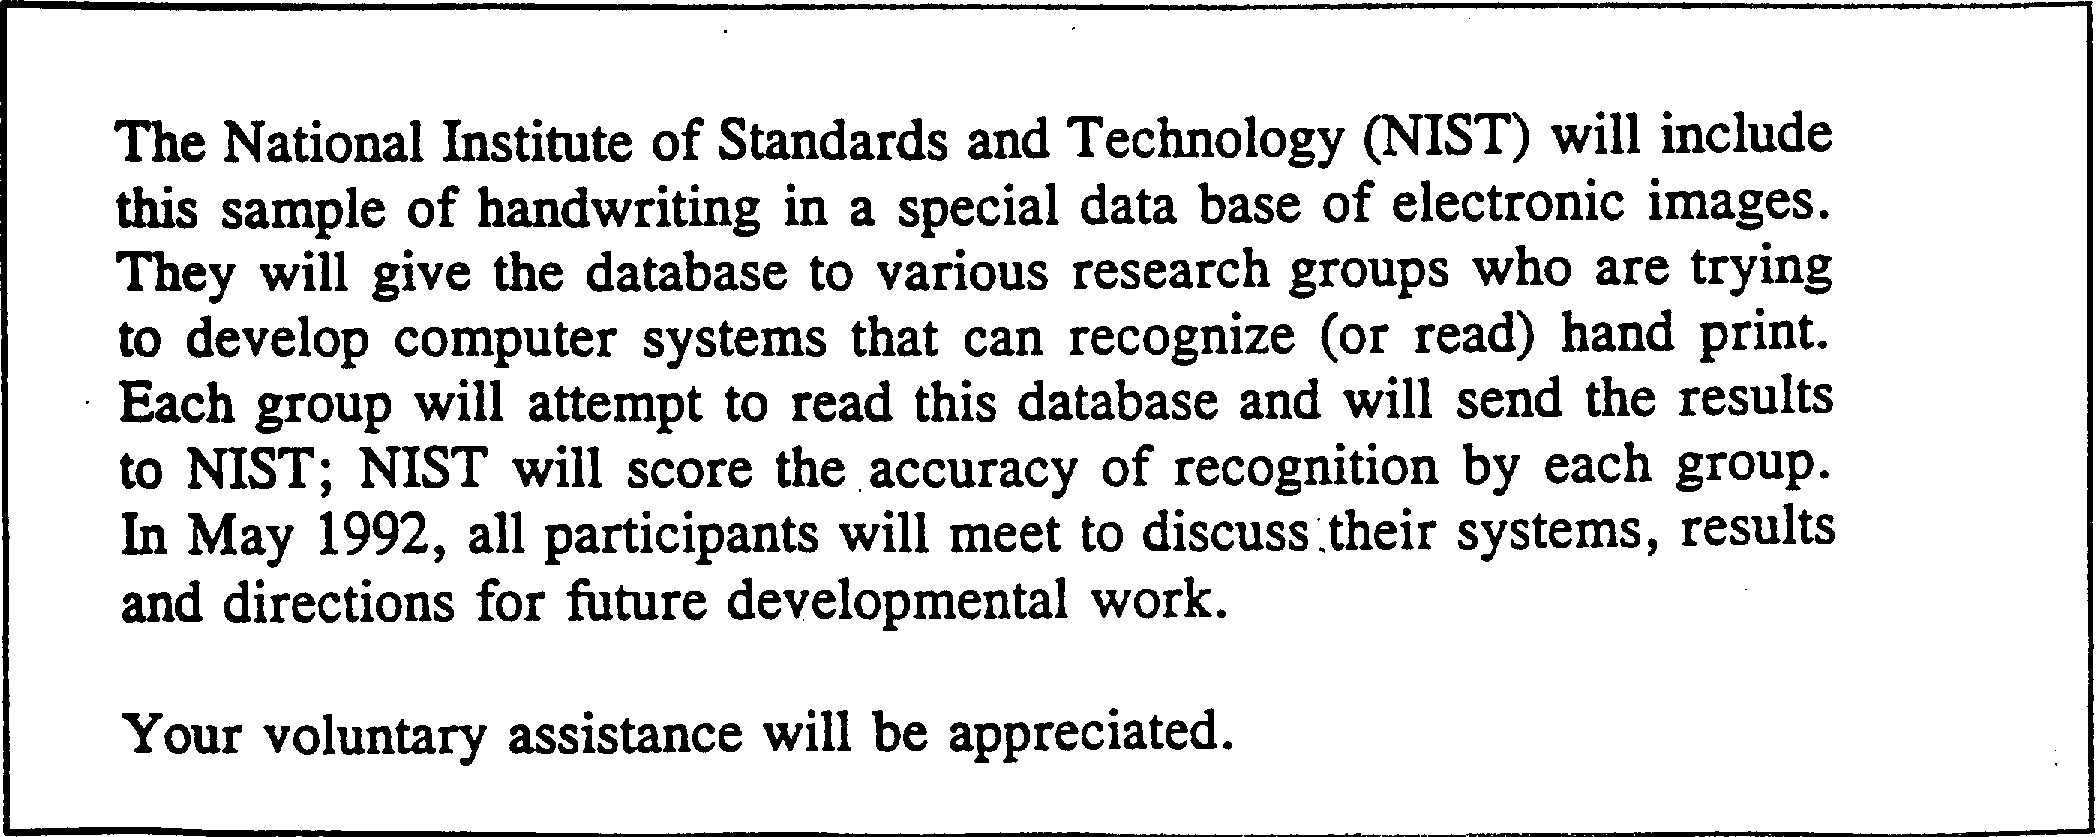 The National Institute of Standards and Technology (NIST) will include
this sample of handwriting in a special data base of electronic images.
They will give the database to various research groups who are trying
to develop computer systems that can recognize (or read) hand print.
Each group will attempt to read this database and will send the results
to NIST; NIST will score the accuracy of recognition by each group.
In May 1992, all participants will meet to discuss their systems, results
and directions for future developmental work.
Your voluntary assistance will be appreciated.